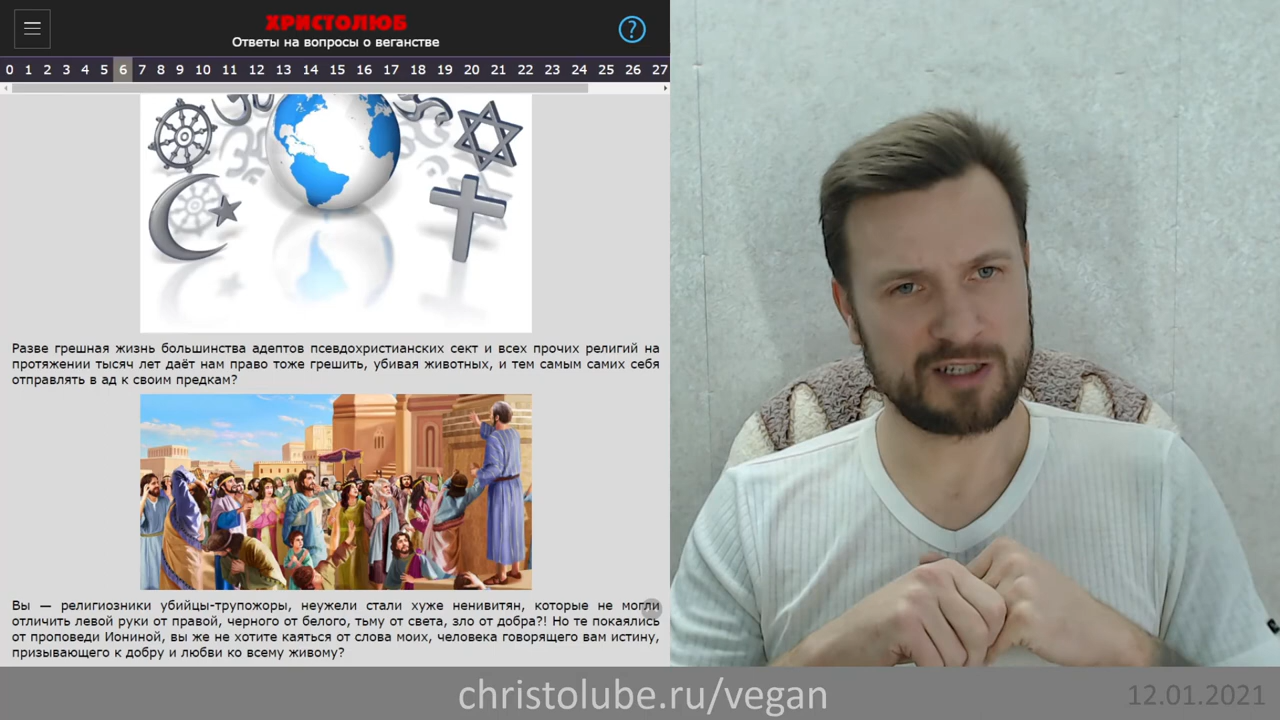 ХРИСТОЛЮБ
Ответы на вопросы о веганстве
?
0 1 2 3 4 5 6 7 8 9 10 11 12 13 14 15 16 17 18 19 20 21 22 23 24 25 26 27
Разве грешная жизнь большинства адептов псевдохристианских сект и всех прочих религий на
протяжении тысяч лет даёт нам право тоже грешить, убивая животных, и тем самым самих себя
отправлять в ад к своим предкам?
Вы — религиозники убийцы-трупожоры, неужели стали хуже ненивитян, которые не могли
отличить левой руки от правой, черного от белого, тьму от света, зло от добра?! Но те покаялись
от проповеди Иониной, вы же не хотите каяться от слова моих, человека говорящего вам истину,
призывающего к добру и любви ко всему живому?
christolube.ru/vegan
12.01.2021